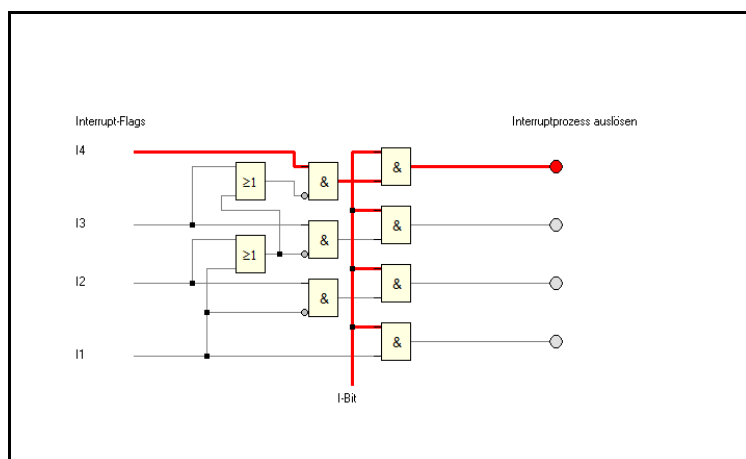 Interrupt-Flags
Interruptprozess auslösen
I4
&
≥1
&
I3
&
&
≥1
I2
&
&
I1
&
I-Bit